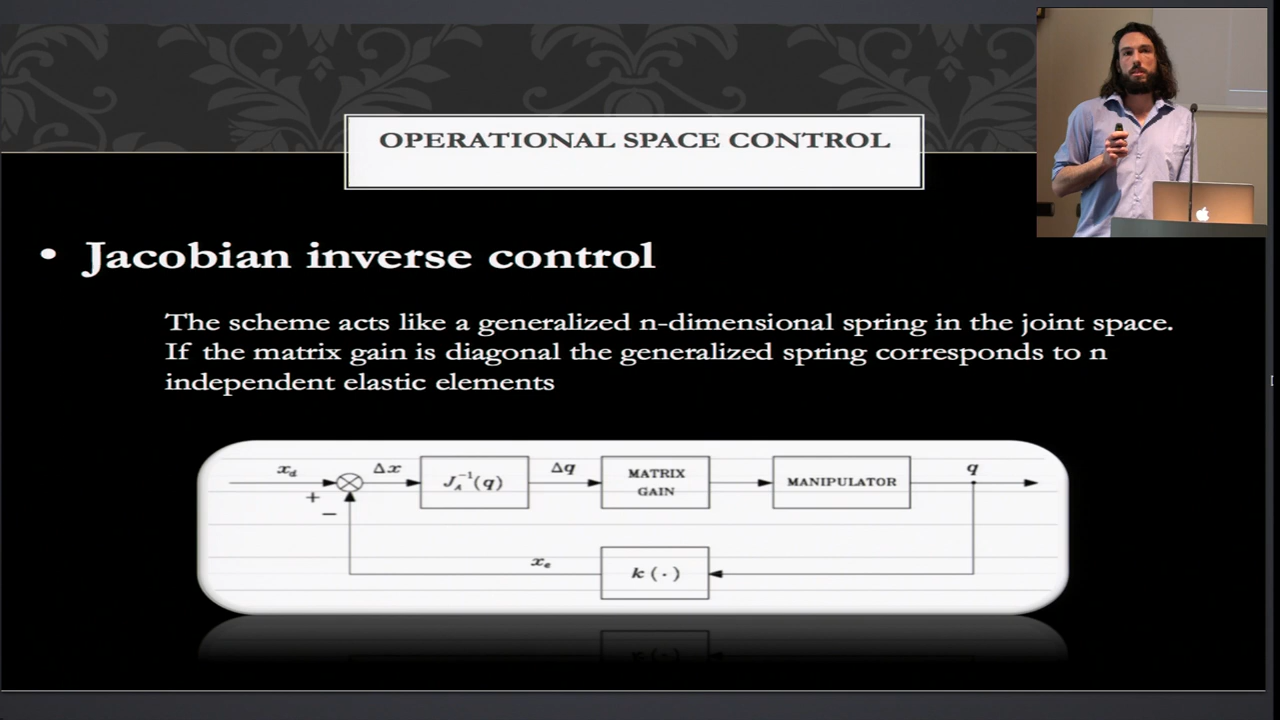 OPERATIONAL SPACE CONTROL
• Jacobian inverse control
The scheme acts like a generalized n-dimensional spring in the joint space.
If the matrix gain is diagonal the generalized spring corresponds to n
independent elastic elements
x_d
+
−
Δx
J_A^{-1}(q)
Δq
MATRIX
GAIN
MANIPULATOR
q
x_e
k(·)